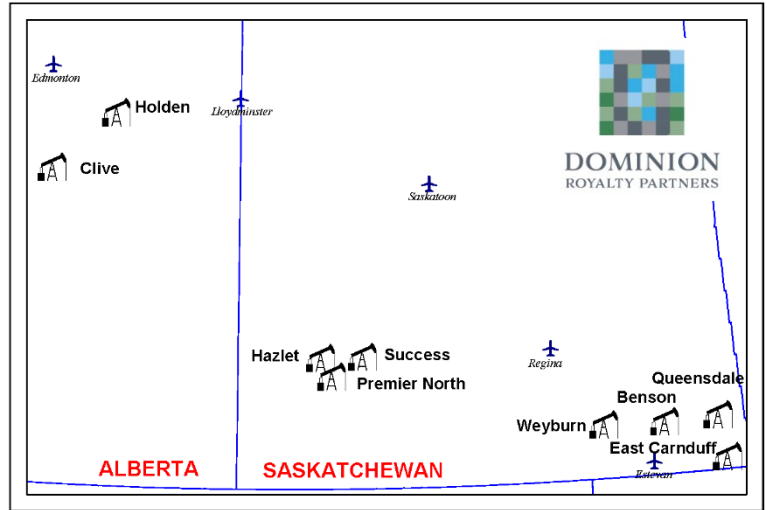 Edmonton
Holden
Lloydminster
Clive
DOMINION
ROYALTY PARTNERS
Saskatoon
Hazlet
Success
Premier North
Regina
Queensdale
Benson
Weyburn
East Carnduff
Estevan
ALBERTA
SASKATCHEWAN